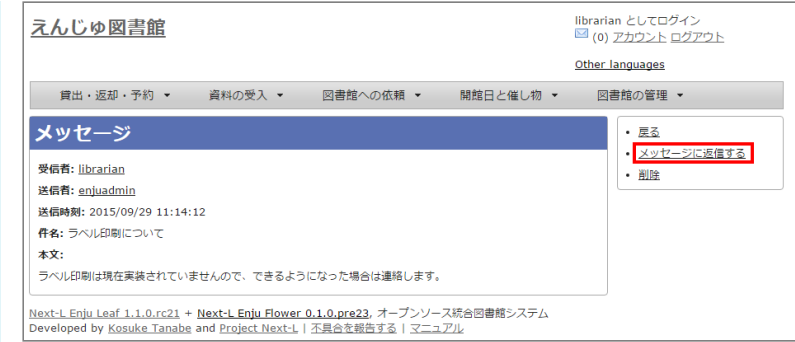 えんじゅ図書館
librarian としてログイン
(0) アカウント ログアウト
Other languages
貸出・返却・予約 ▼ 資料の受入 ▼ 図書館への依頼 ▼ 開館日と催し物 ▼ 図書館の管理 ▼
メッセージ
受信者: librarian
送信者: enjuadmin
送信時刻: 2015/09/29 11:14:12
件名: ラベル印刷について
本文:
ラベル印刷は現在実装されていませんので、できるようになった場合は連絡します。
• 戻る
• メッセージに返信する
• 削除
Next-L Enju Leaf 1.1.0.rc21 + Next-L Enju Flower 0.1.0.pre23, オープンソース統合図書館システム
Developed by Kosuke Tanabe and Project Next-L | 不具合を報告する | マニュアル